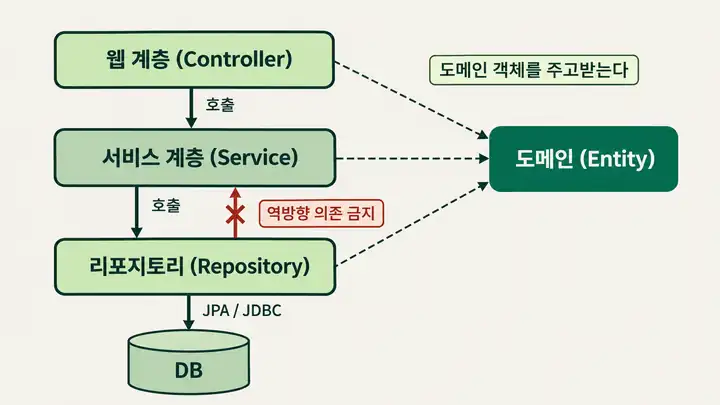 웹 계층 (Controller)
도메인 객체를 주고받는다
호출
서비스 계층 (Service)
도메인 (Entity)
호출
역방향 의존 금지
리포지토리 (Repository)
JPA / JDBC
DB